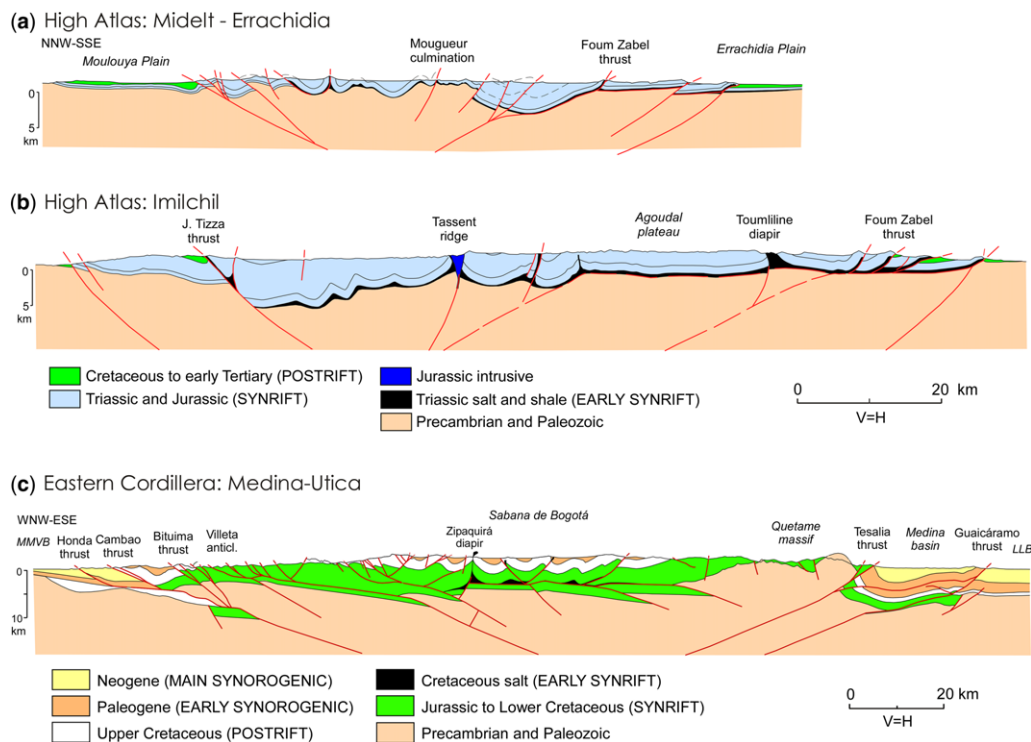 (a) High Atlas: Midelt - Errachidia
NNW-SSE
Moulouya Plain
Mougueur
culmination
Foum Zabel
thrust
Errachidia Plain
0
5
km
(b) High Atlas: Imilchil
J. Tizza
thrust
Tassent
ridge
Agoudal
plateau
Toumliline
diapir
Foum Zabel
thrust
0
5
km
Cretaceous to early Tertiary (POSTRIFT)
Triassic and Jurassic (SYNRIFT)
Jurassic intrusive
Triassic salt and shale (EARLY SYNRIFT)
Precambrian and Paleozoic
0 20 km
V=H
(c) Eastern Cordillera: Medina-Utica
WNW-ESE
MMVB
Honda
thrust
Cambao
thrust
Bituima
thrust
Villeta
anticl.
Zipaquirá
diapir
Sabana de Bogotá
Quetame
massif
Tesalia
thrust
Medina
basin
Guaicáramo
thrust
LLB
0
10
km
Neogene (MAIN SYNOROGENIC)
Paleogene (EARLY SYNOROGENIC)
Upper Cretaceous (POSTRIFT)
Cretaceous salt (EARLY SYNRIFT)
Jurassic to Lower Cretaceous (SYNRIFT)
Precambrian and Paleozoic
0 20 km
V=H